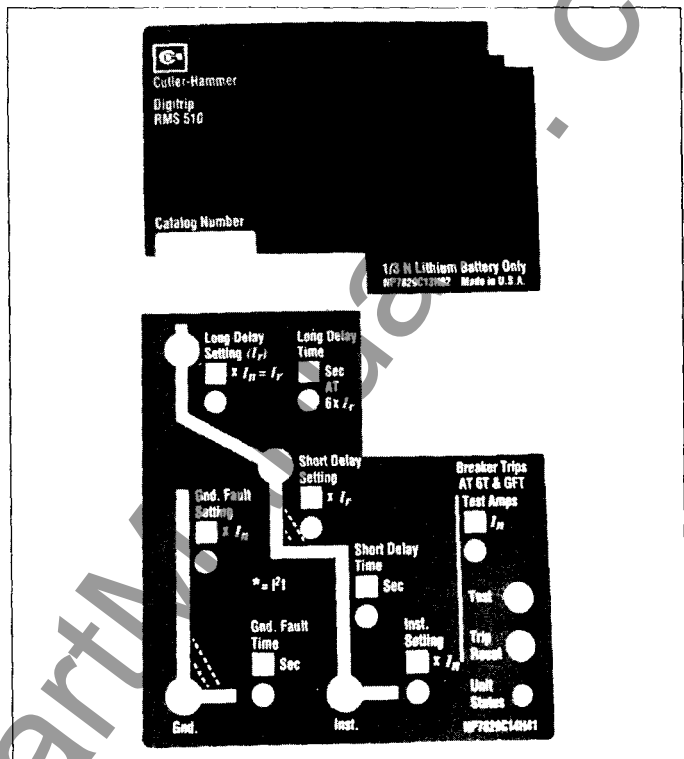 Cutler-Hammer
Digitrip
RMS 510
Catalog Number
1/3 N Lithium Battery Only
Made in U.S.A.
Long Delay
Setting (Ir)
x In = Ir
Long Delay
Time
Sec
AT
6x Ir
Short Delay
Setting
x Ir
Gnd. Fault
Setting
x In
* = I²t
Short Delay
Time
Sec
Gnd. Fault
Time
Sec
Inst.
Setting
x In
Breaker Trips
AT 6T & GFT
Test Amps
In
Test
Trip
Reset
Unit
Status
Gnd.
Inst.